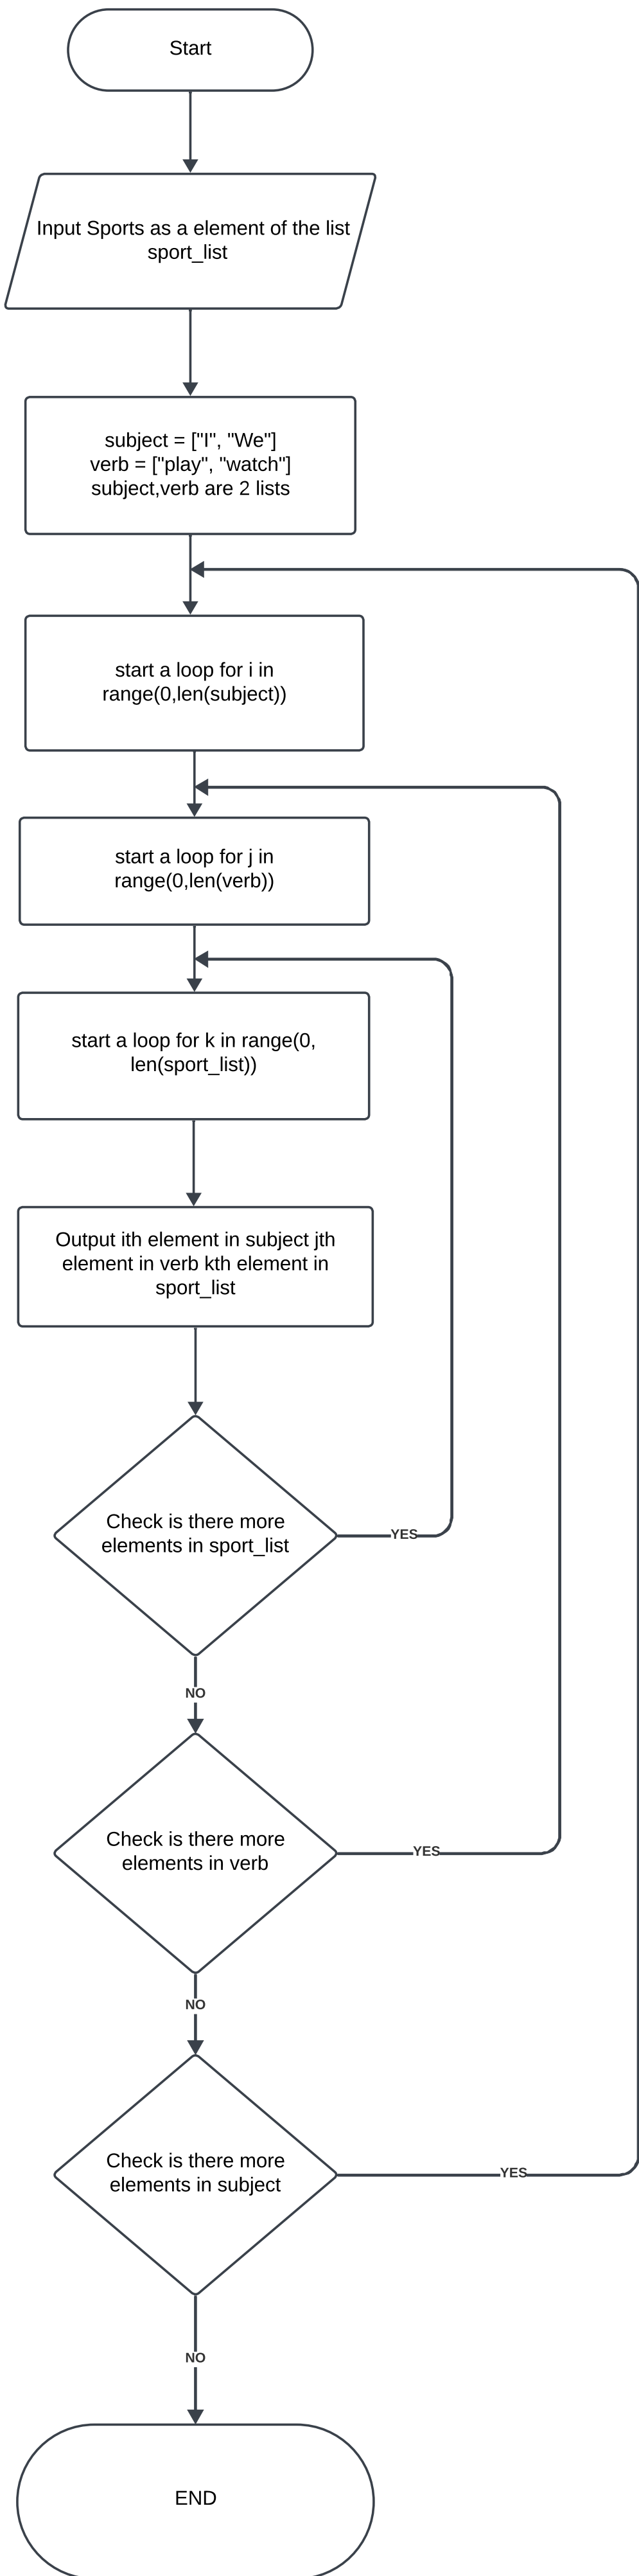 Start
Input Sports as a element of the list
sport_list
subject = ["I", "We"]
verb = ["play", "watch"]
subject,verb are 2 lists
start a loop for i in
range(0,len(subject))
start a loop for j in
range(0,len(verb))
start a loop for k in range(0,
len(sport_list))
Output ith element in subject jth
element in verb kth element in
sport_list
Check is there more
elements in sport_list
YES
NO
Check is there more
elements in verb
YES
NO
Check is there more
elements in subject
YES
NO
END